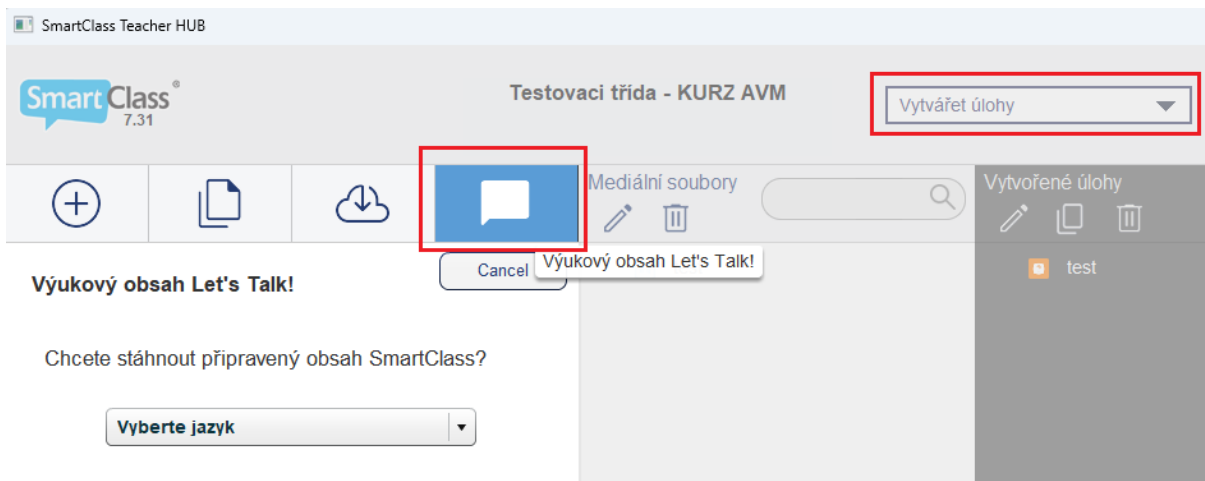 SmartClass Teacher HUB
SmartClass®
7.31
Testovaci třída - KURZ AVM
Vytvářet úlohy
Mediální soubory
Vytvořené úlohy
Výukový obsah Let's Talk!
Cancel
Výukový obsah Let's Talk!
test
Chcete stáhnout připravený obsah SmartClass?
Vyberte jazyk